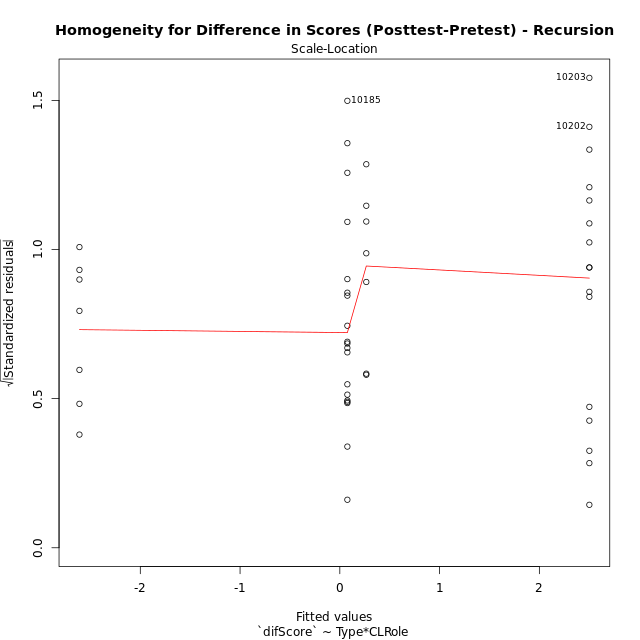 Homogeneity for Difference in Scores (Posttest-Pretest) - Recursion
Scale-Location
10203
10185
10202
√|Standardized residuals|
1.5
1.0
0.5
0.0
-2 -1 0 1 2
Fitted values
`difScore` ~ Type*CLRole